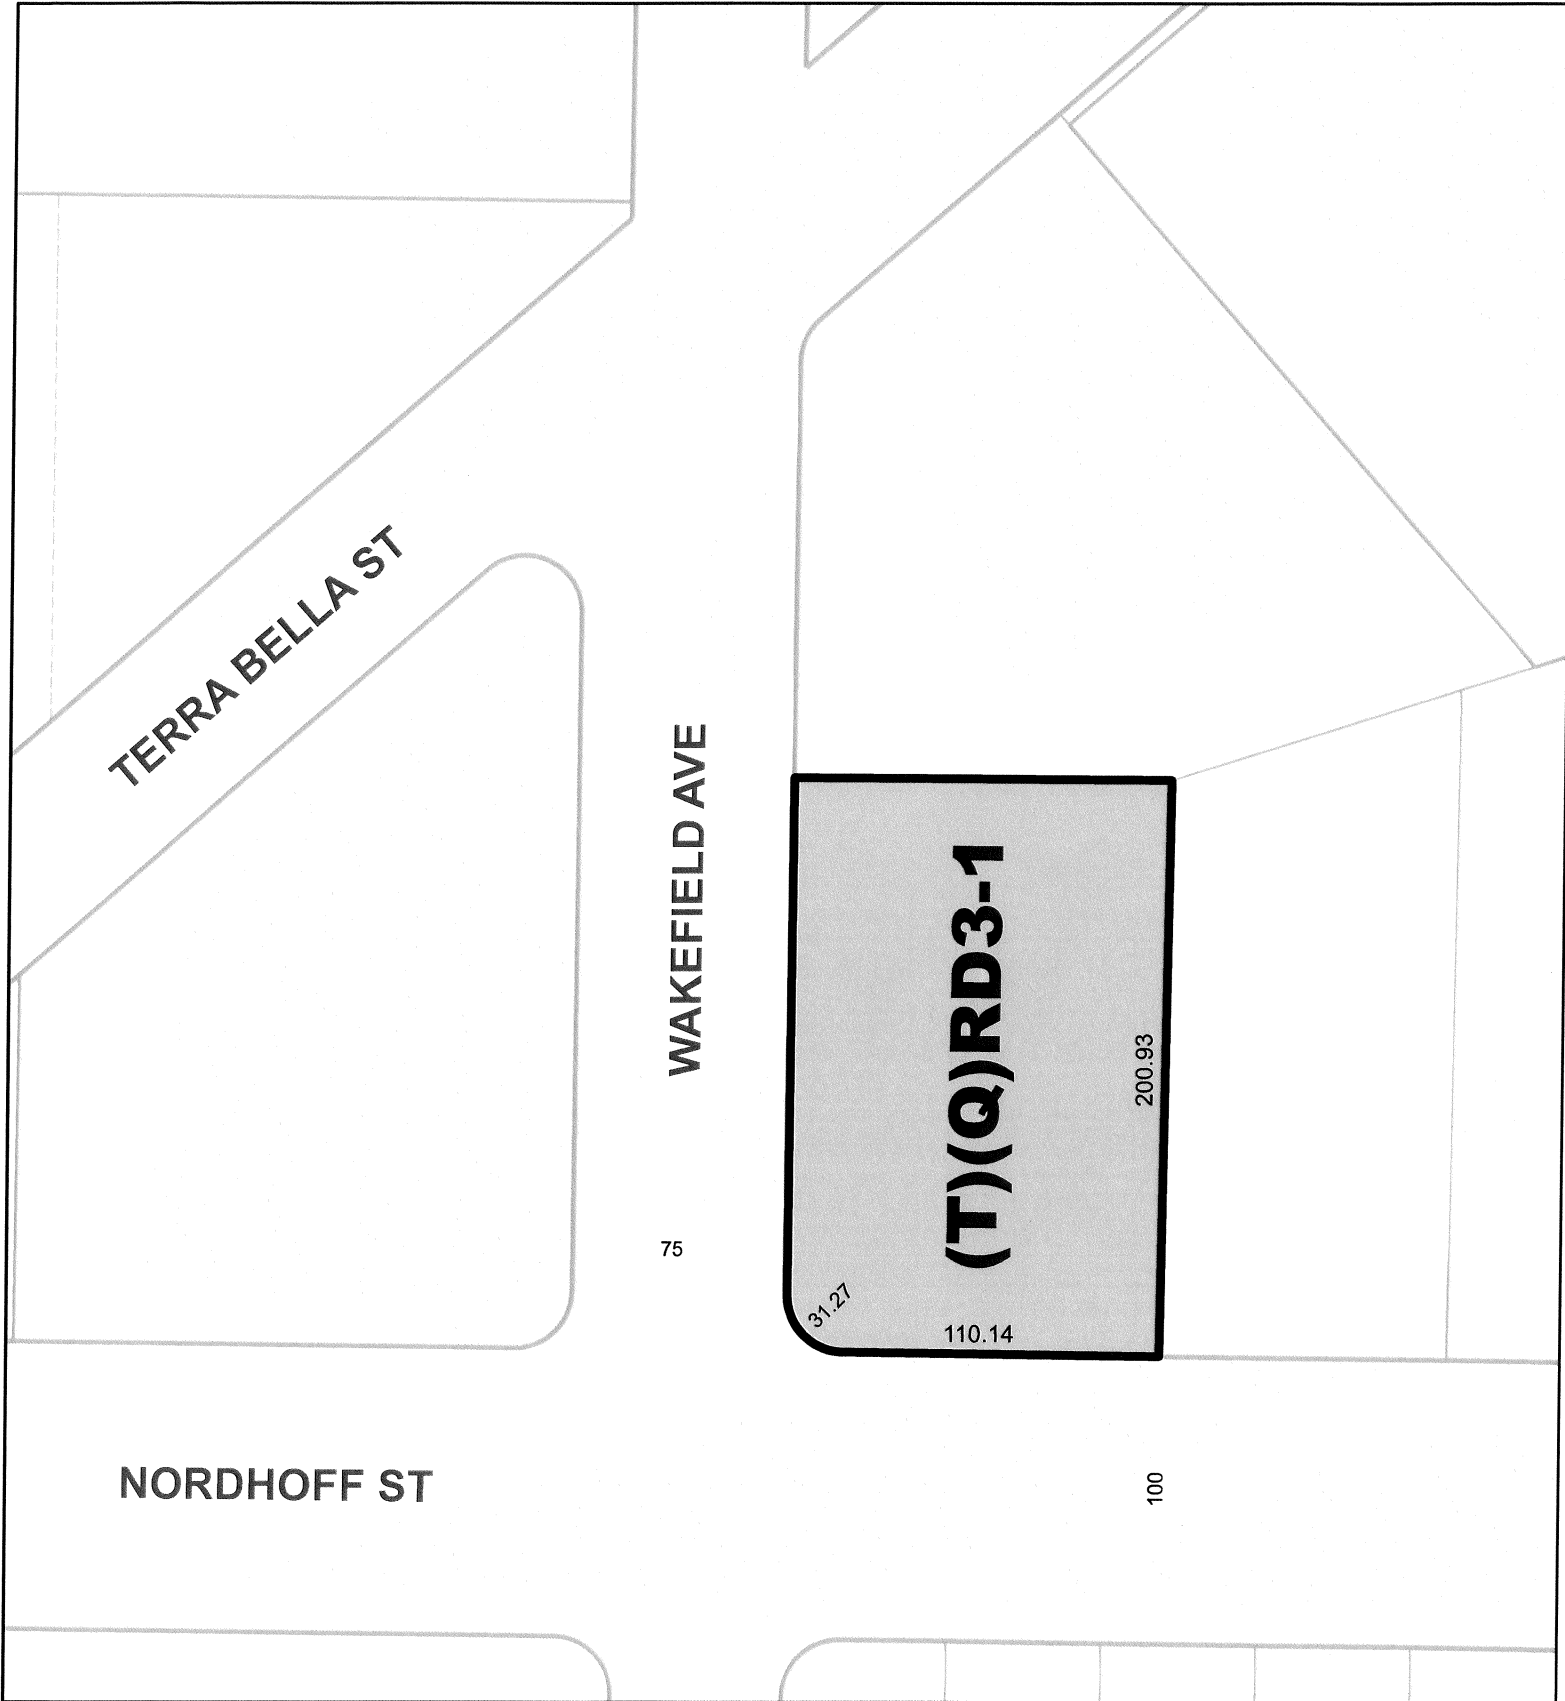 TERRA BELLA ST
WAKEFIELD AVE
(T)(Q)RD3-1
200.93
75
31.27
110.14
NORDHOFF ST
100